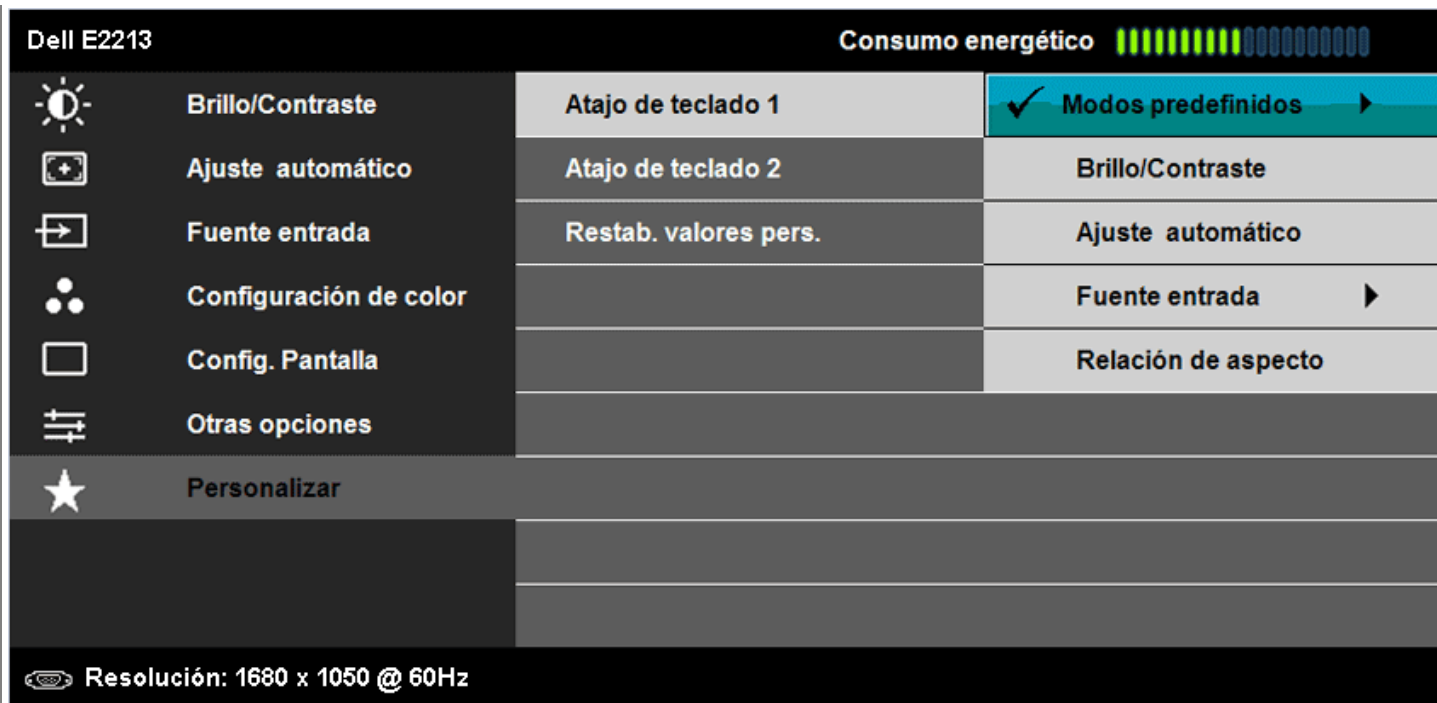 Dell E2213 Consumo energético
Brillo/Contraste Atajo de teclado 1 Modos predefinidos
Ajuste automático Atajo de teclado 2 Brillo/Contraste
Fuente entrada Restab. valores pers. Ajuste automático
Configuración de color Fuente entrada
Config. Pantalla Relación de aspecto
Otras opciones
Personalizar
Resolución: 1680 x 1050 @ 60Hz